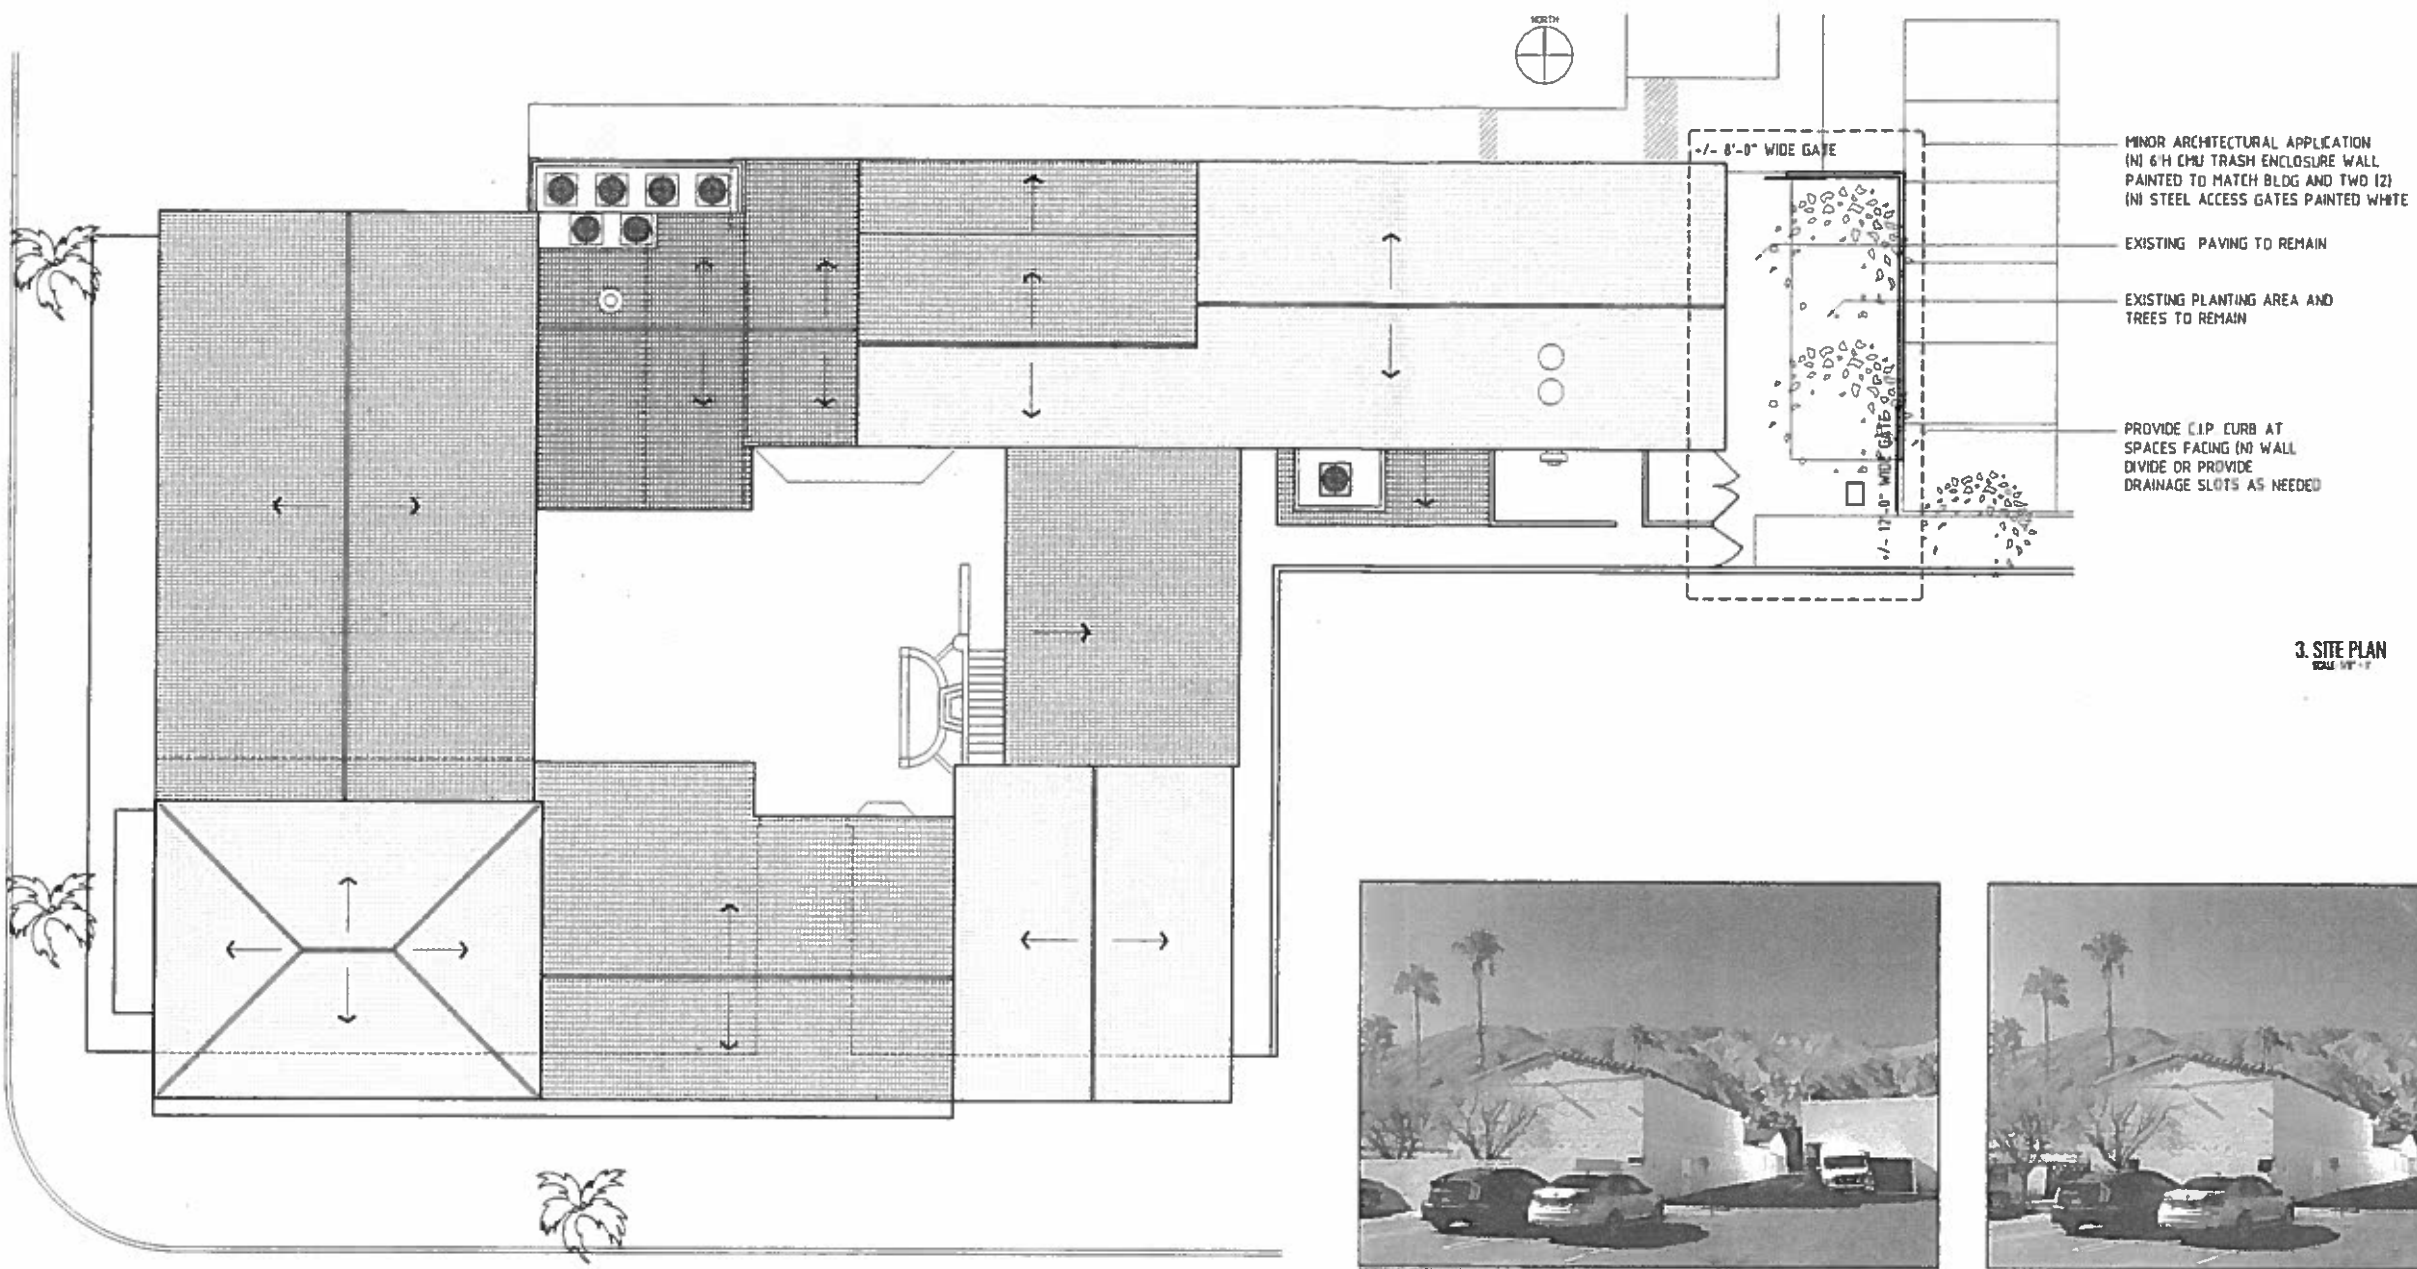 NORTH
+/- 8'-0" WIDE GATE
MINOR ARCHITECTURAL APPLICATION
(N) 6'H CMU TRASH ENCLOSURE WALL
PAINTED TO MATCH BLDG AND TWO (2)
(N) STEEL ACCESS GATES PAINTED WHITE
EXISTING PAVING TO REMAIN
EXISTING PLANTING AREA AND
TREES TO REMAIN
PROVIDE C.I.P. CURB AT
SPACES FACING (N) WALL
DIVIDE OR PROVIDE
DRAINAGE SLOTS AS NEEDED
+/- 12'-0" WIDE GATE
3. SITE PLAN
SCALE